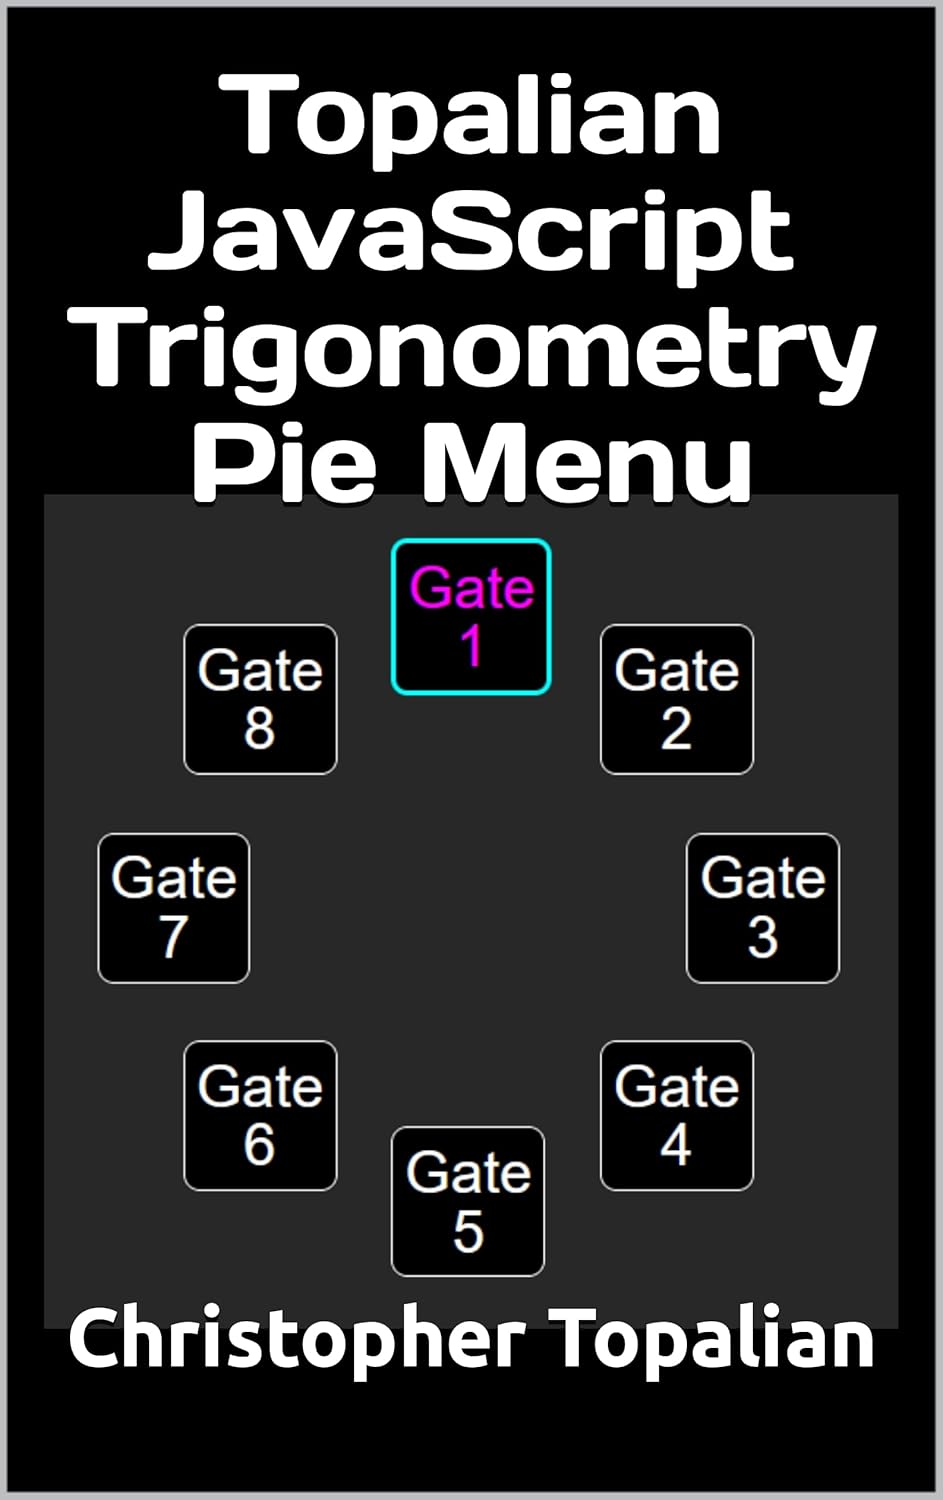 Topalian
JavaScript
Trigonometry
Pie Menu
Gate
1
Gate
8
Gate
2
Gate
7
Gate
3
Gate
6
Gate
4
Gate
5
Christopher Topalian